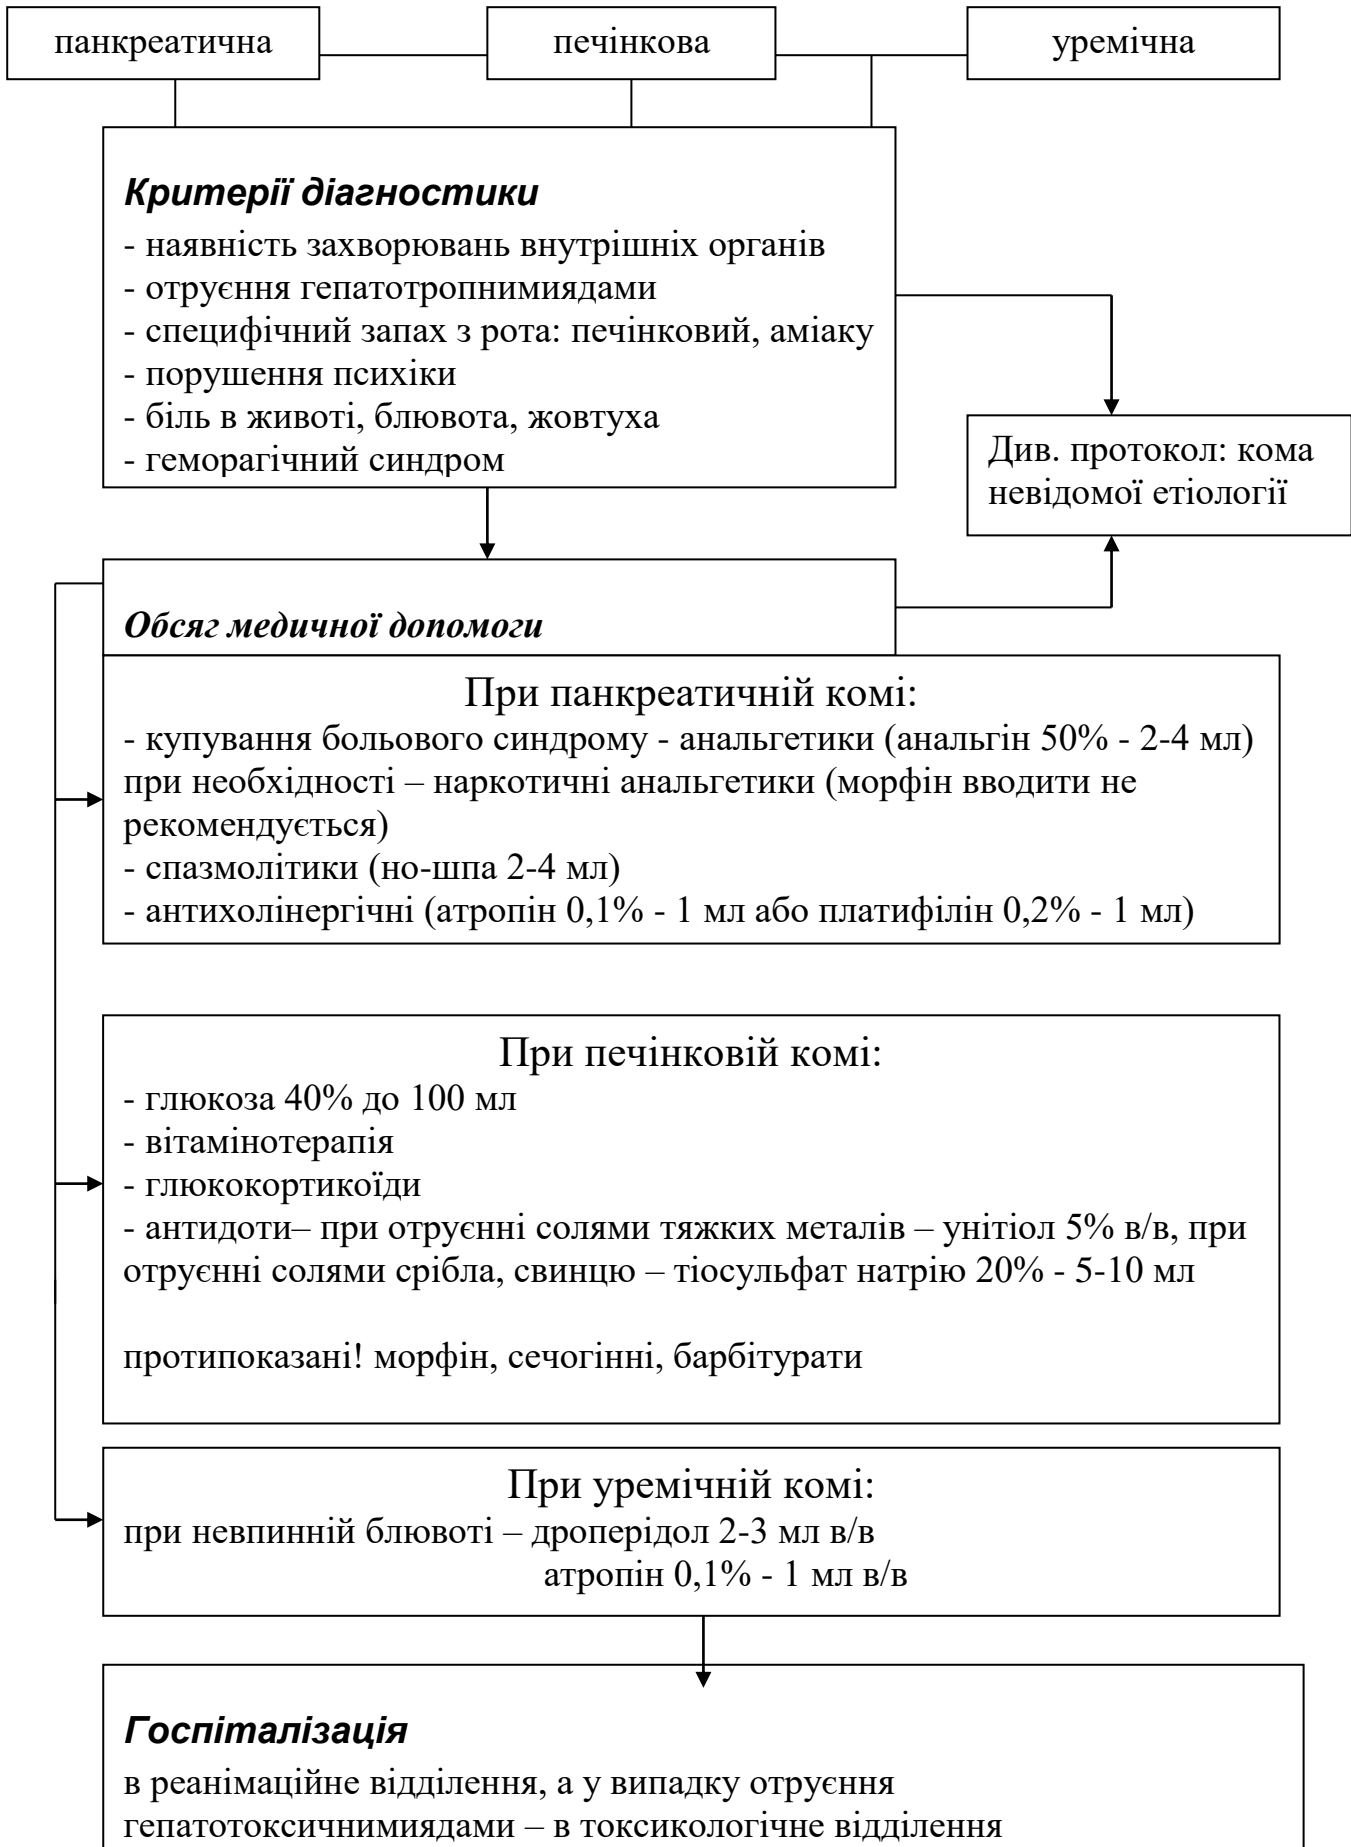 панкреатична
печінкова
уремічна
Критерії діагностики
- наявність захворювань внутрішніх органів
- отруєння гепатотропнимиядами
- специфічний запах з рота: печінковий, аміаку
- порушення психіки
- біль в животі, блювота, жовтуха
- геморагічний синдром
Див. протокол: кома
невідомої етіології
Обсяг медичної допомоги
При панкреатичній комі:
- купування больового синдрому - анальгетики (анальгін 50% - 2-4 мл)
при необхідності – наркотичні анальгетики (морфін вводити не
рекомендується)
- спазмолітики (но-шпа 2-4 мл)
- антихолінергічні (атропін 0,1% - 1 мл або платифілін 0,2% - 1 мл)
При печінковій комі:
- глюкоза 40% до 100 мл
- вітамінотерапія
- глюкокортикоїди
- антидоти– при отруєнні солями тяжких металів – унітіол 5% в/в, при
отруєнні солями срібла, свинцю – тіосульфат натрію 20% - 5-10 мл
протипоказані! морфін, сечогінні, барбітурати
При уремічній комі:
при невпинній блювоті – дроперідол 2-3 мл в/в
атропін 0,1% - 1 мл в/в
Госпіталізація
в реанімаційне відділення, а у випадку отруєння
гепатотоксичнимиядами – в токсикологічне відділення